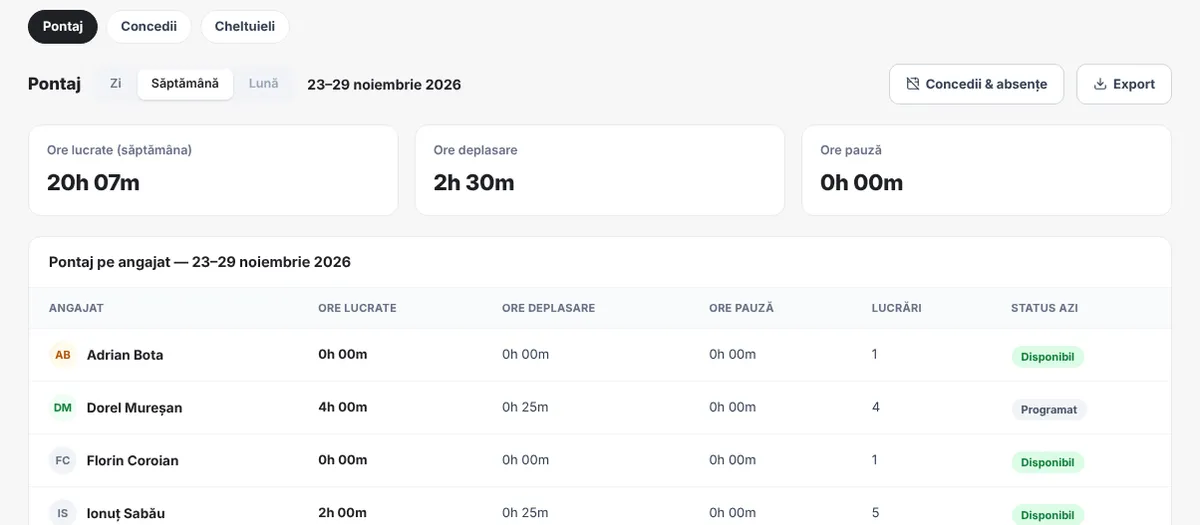 Pontaj Concedii Cheltuieli
Pontaj Zi Săptămână Lună 23–29 noiembrie 2026 Concedii & absențe Export
Ore lucrate (săptămâna) Ore deplasare Ore pauză
20h 07m 2h 30m 0h 00m
Pontaj pe angajat — 23–29 noiembrie 2026
ANGAJAT ORE LUCRATE ORE DEPLASARE ORE PAUZĂ LUCRĂRI STATUS AZI
AB Adrian Bota 0h 00m 0h 00m 0h 00m 1 Disponibil
DM Dorel Mureșan 4h 00m 0h 25m 0h 00m 4 Programat
FC Florin Coroian 0h 00m 0h 00m 0h 00m 1 Disponibil
IS Ionuț Sabău 2h 00m 0h 25m 0h 00m 5 Disponibil